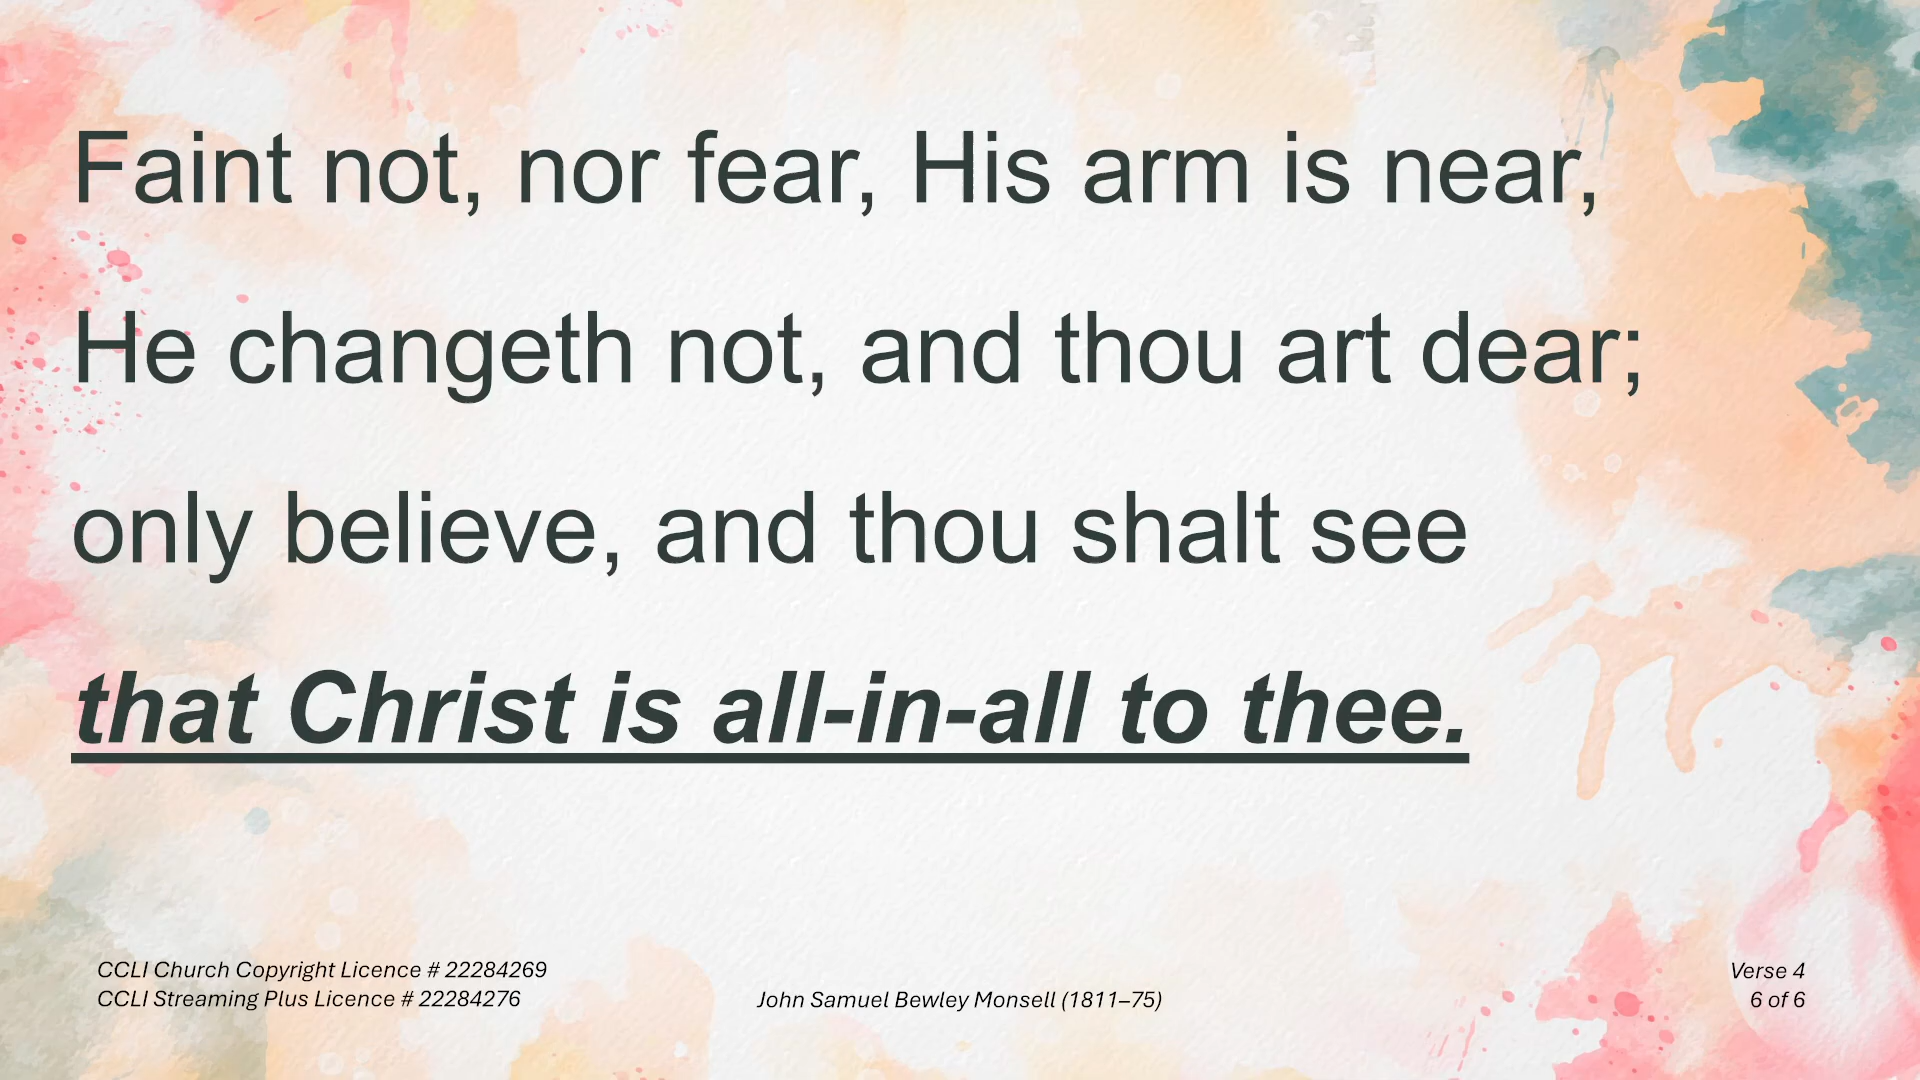 Faint not, nor fear, His arm is near,
He changeth not, and thou art dear;
only believe, and thou shalt see
that Christ is all-in-all to thee.
CCLI Church Copyright Licence # 22284269
CCLI Streaming Plus Licence # 22284276
John Samuel Bewley Monsell (1811–75)
Verse 4
6 of 6